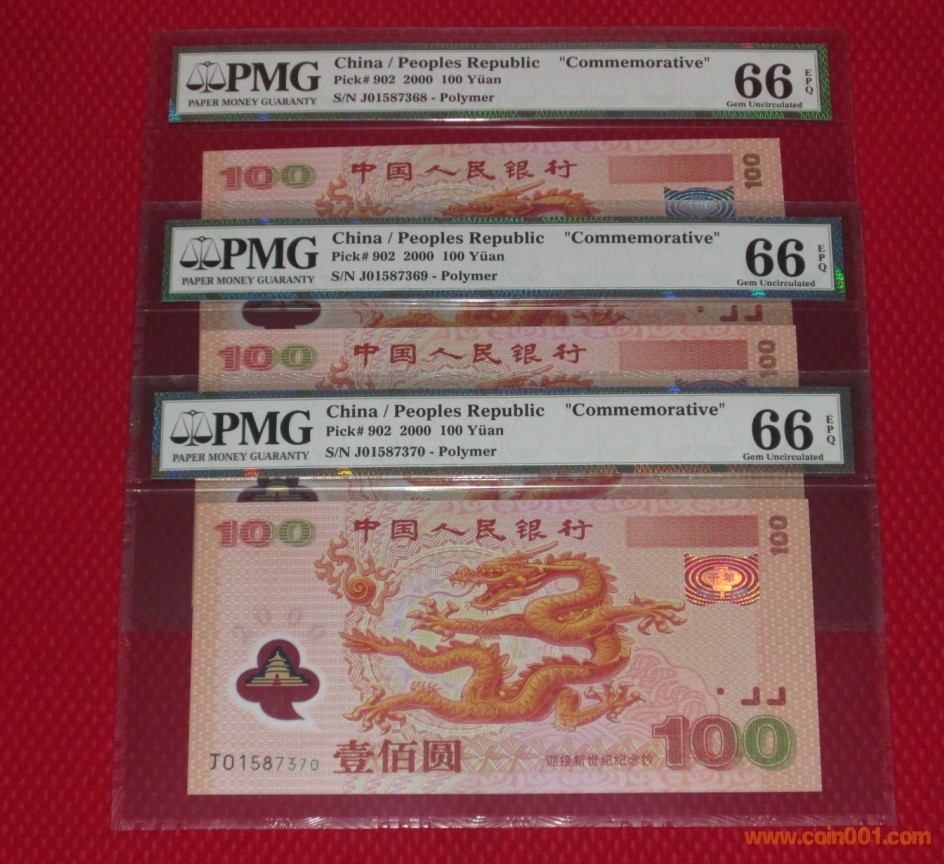 PMG
PAPER MONEY GUARANTY
China / Peoples Republic "Commemorative"
Pick# 902 2000 100 Yüan
S/N J01587368 - Polymer
66
EPQ
Gem Uncirculated
100 中国人民银行 100
PMG
PAPER MONEY GUARANTY
China / Peoples Republic "Commemorative"
Pick# 902 2000 100 Yüan
S/N J01587369 - Polymer
66
EPQ
Gem Uncirculated
100 中国人民银行 100
PMG
PAPER MONEY GUARANTY
China / Peoples Republic "Commemorative"
Pick# 902 2000 100 Yüan
S/N J01587370 - Polymer
66
EPQ
Gem Uncirculated
100 中国人民银行 100
千年
J01587370 壹佰圆 迎接新世纪纪念钞 100
www.coin001.com